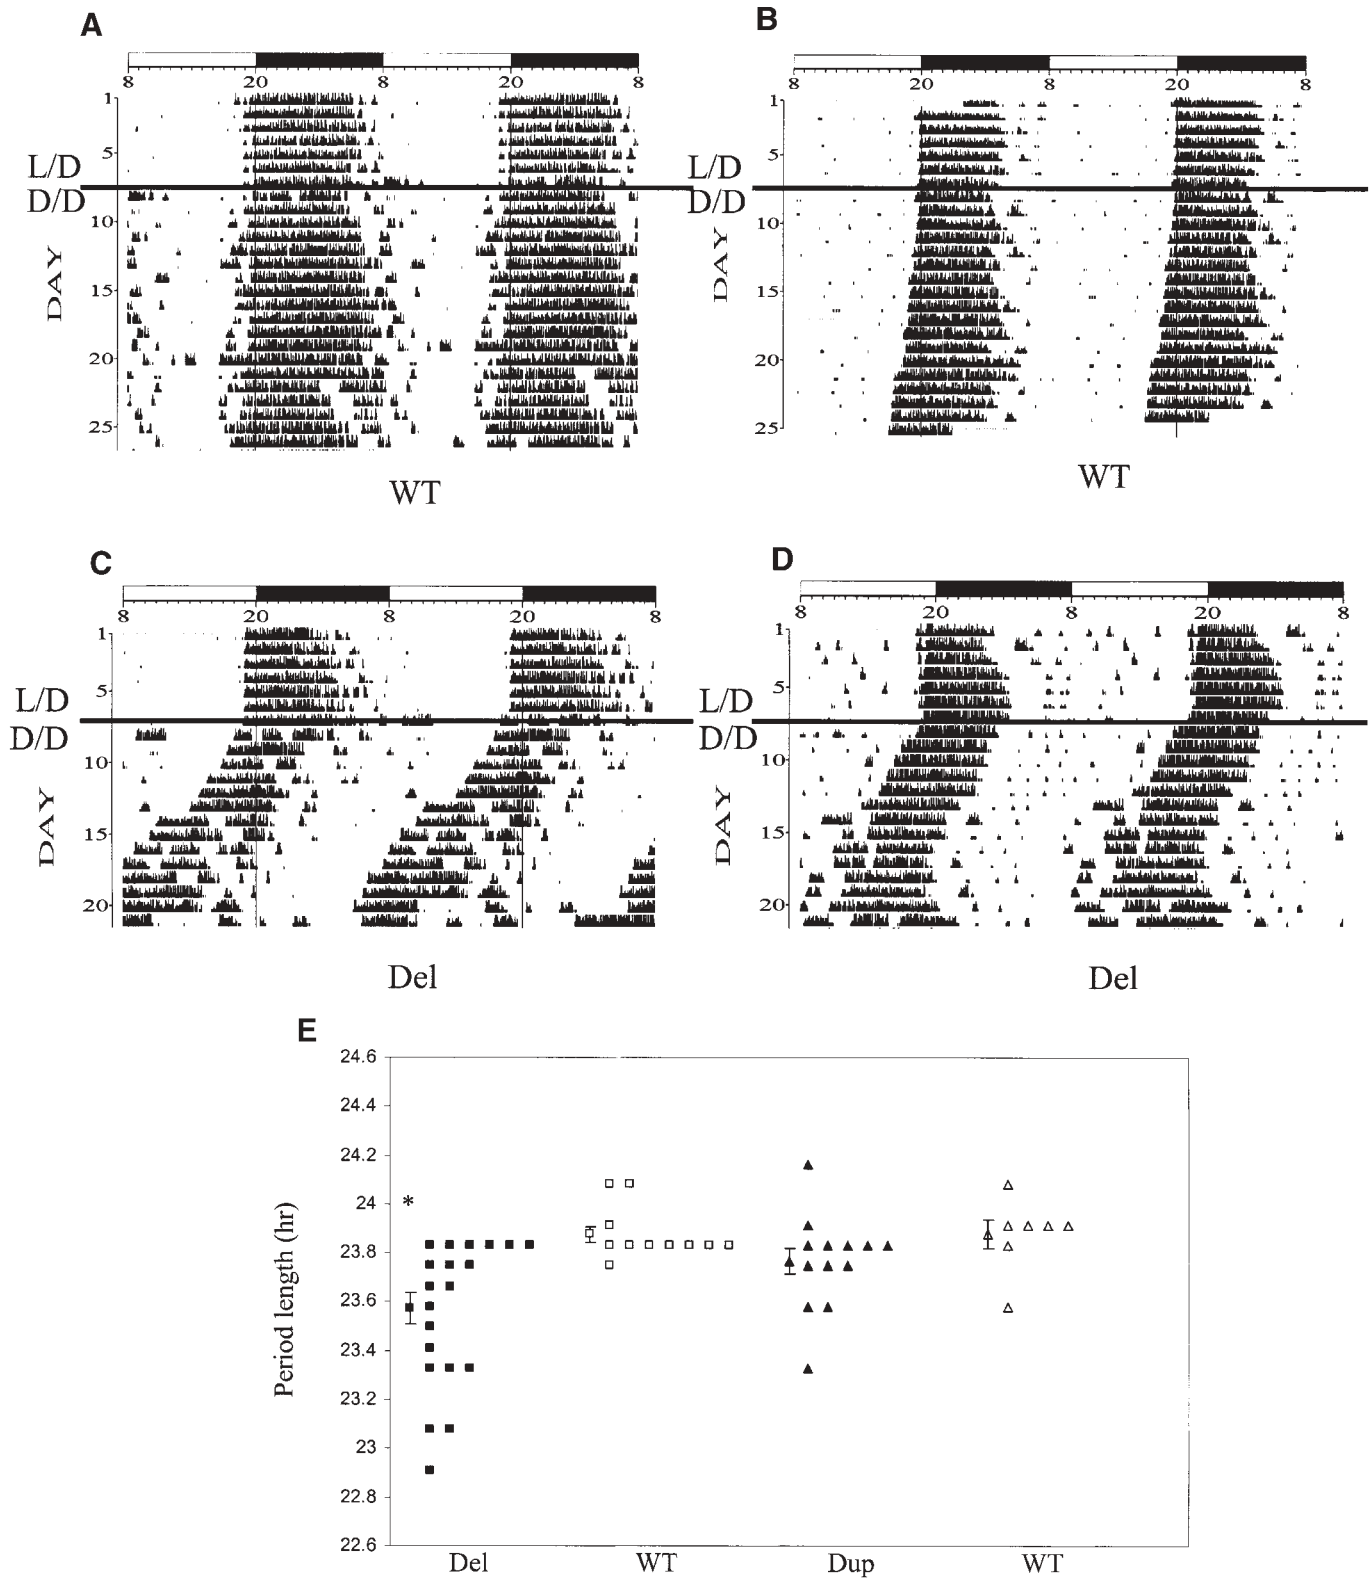 A
8 20 8 20 8
1
5
L/D
D/D
10
15
20
25
DAY
WT
B
8 20 8 20 8
1
5
L/D
D/D
10
15
20
25
DAY
WT
C
8 20 8 20 8
1
5
L/D
D/D
10
15
20
DAY
Del
D
8 20 8 20 8
1
5
L/D
D/D
10
15
20
DAY
Del
E
24.6
24.4
24.2
24
*
23.8
23.6
23.4
23.2
23
22.8
22.6
Period length (hr)
Del WT Dup WT